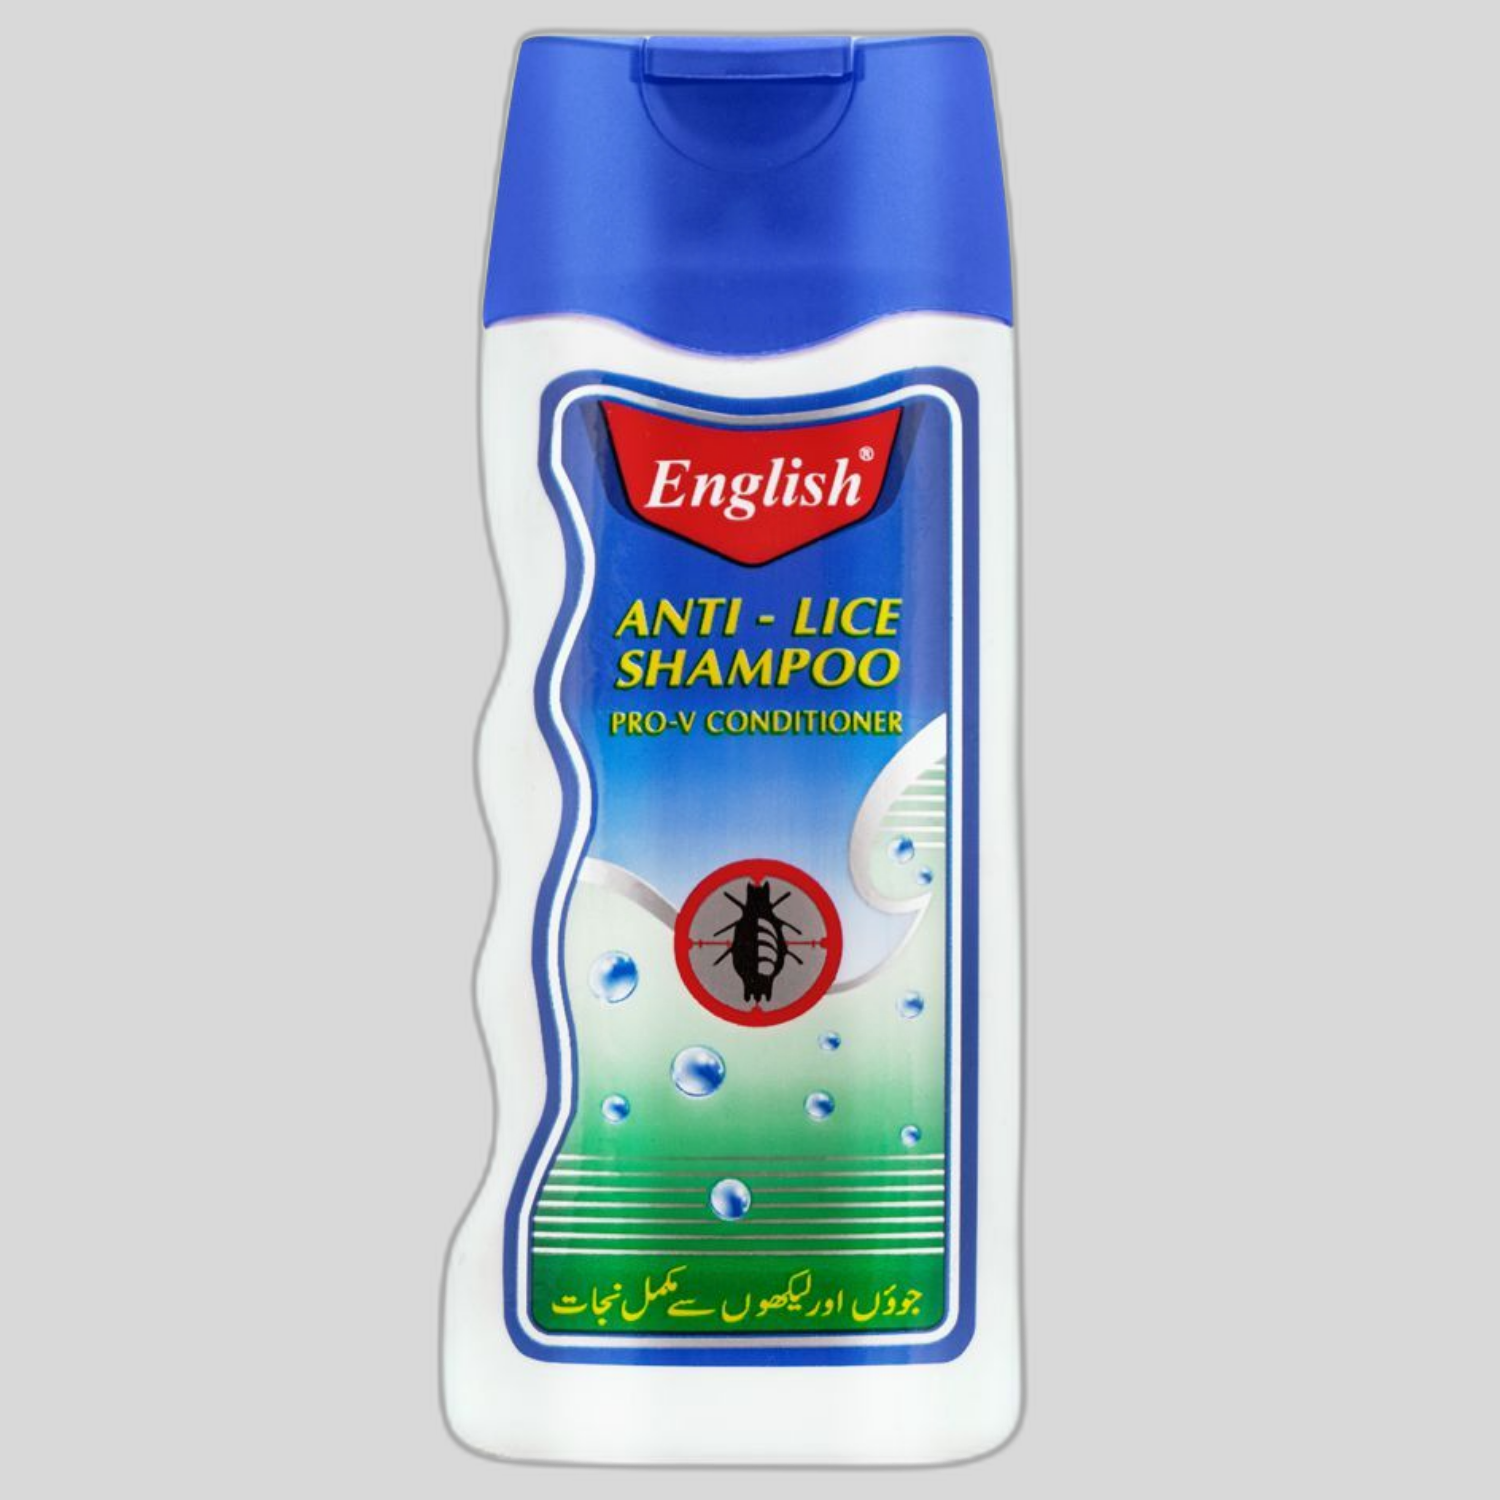 English®
ANTI - LICE
SHAMPOO
PRO-V CONDITIONER
جوؤں اور لیکھوں سے مکمل نجات